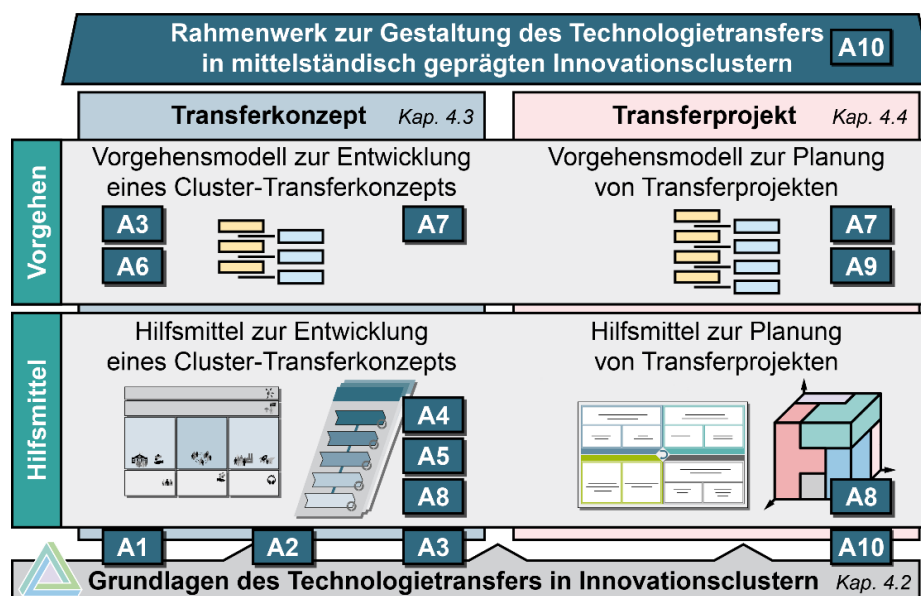 Rahmenwerk zur Gestaltung des Technologietransfers
in mittelständisch geprägten Innovationsclustern
A10
Transferkonzept Kap. 4.3
Transferprojekt Kap. 4.4
Vorgehen
Vorgehensmodell zur Entwicklung
eines Cluster-Transferkonzepts
A3
A6
A7
Vorgehensmodell zur Planung
von Transferprojekten
A7
A9
Hilfsmittel
Hilfsmittel zur Entwicklung
eines Cluster-Transferkonzepts
A4
A5
A8
Hilfsmittel zur Planung
von Transferprojekten
A8
A1
A2
A3
A10
Grundlagen des Technologietransfers in Innovationsclustern Kap. 4.2